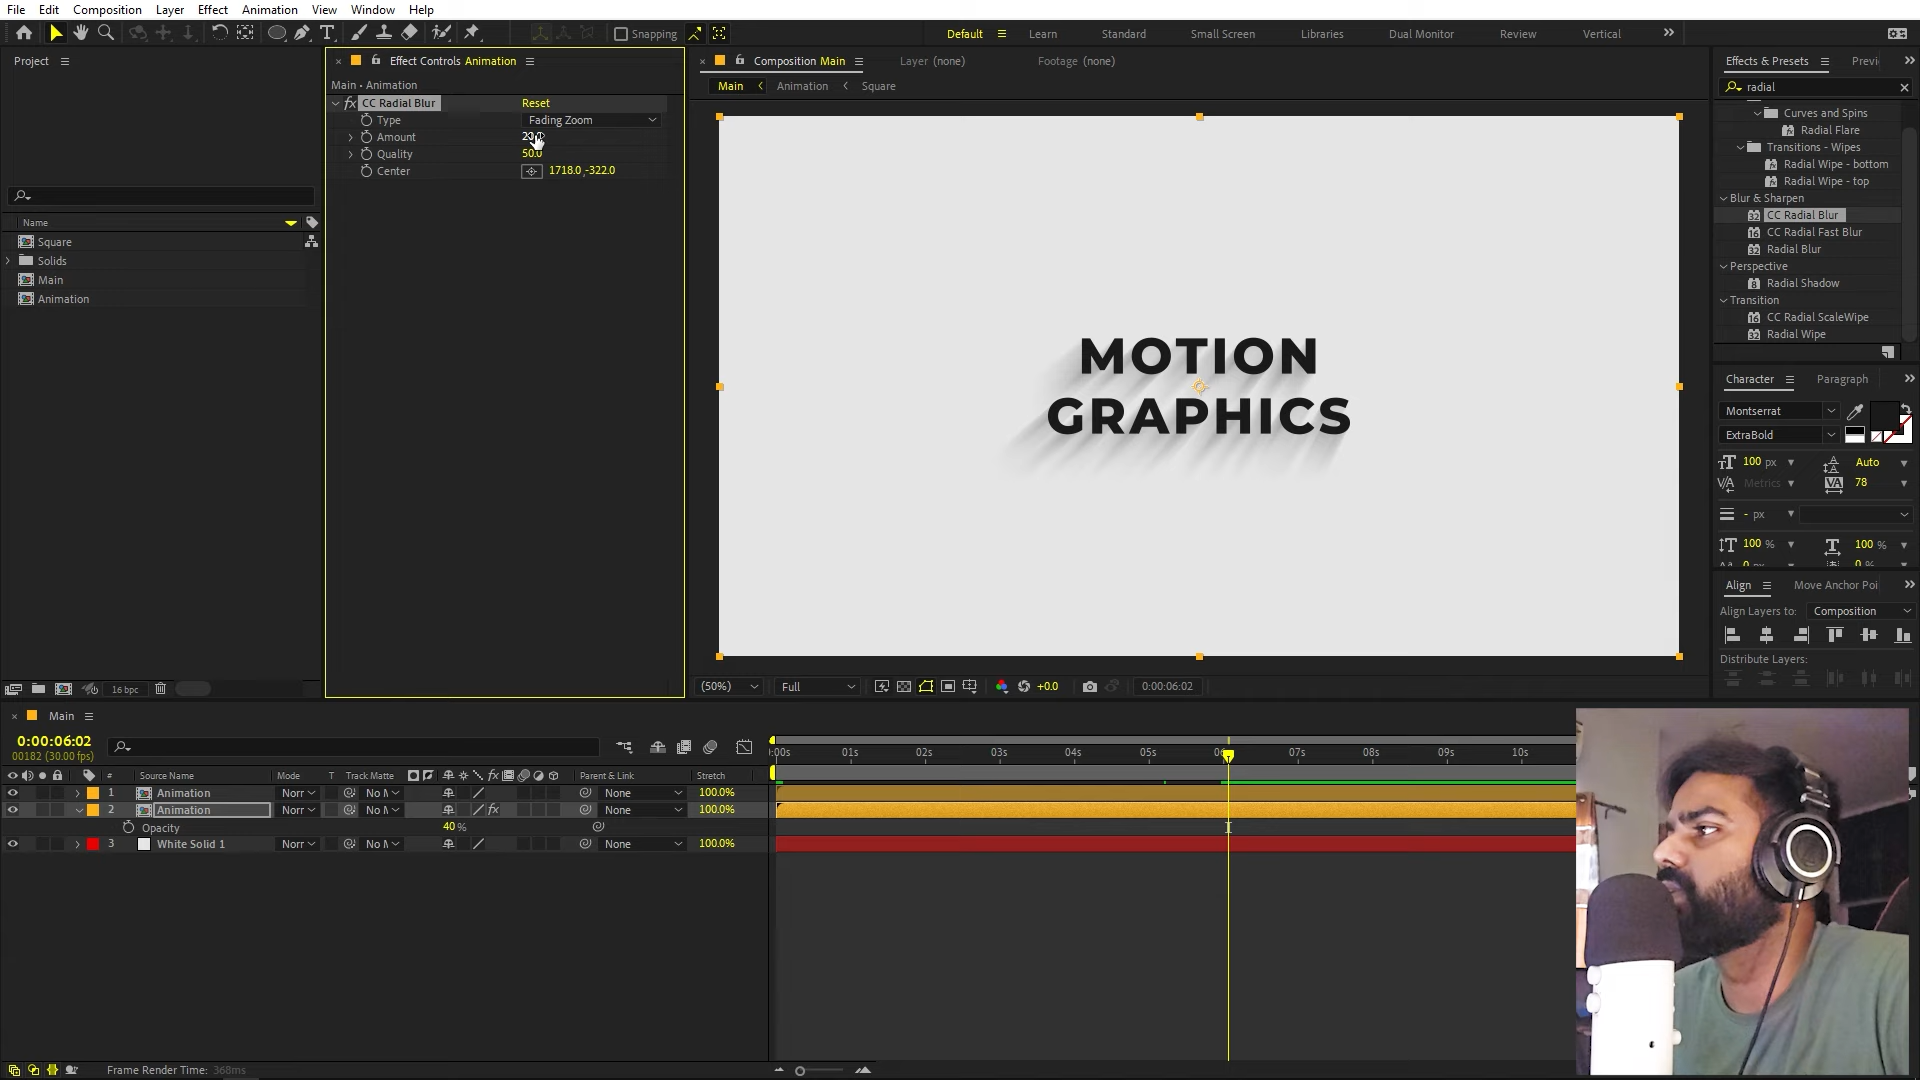 File Edit Composition Layer Effect Animation View Window Help
Snapping
Default Learn Standard Small Screen Libraries Dual Monitor Review Vertical
Project
Name
Square
Solids
Main
Animation
16 bpc
Effect Controls Animation
Main • Animation
fx CC Radial Blur Reset
Type Fading Zoom
Amount
Quality 50.0
Center 1718.0 ,-322.0
Composition Main Layer (none) Footage (none)
Main Animation Square
MOTION
GRAPHICS
(50%) Full +0.0 0:00:06:02
Effects & Presets Previ
radial
Curves and Spins
Radial Flare
Transitions - Wipes
Radial Wipe - bottom
Radial Wipe - top
Blur & Sharpen
CC Radial Blur
CC Radial Fast Blur
Radial Blur
Perspective
Radial Shadow
Transition
CC Radial ScaleWipe
Radial Wipe
Character Paragraph
Montserrat
ExtraBold
100 px Auto
Metrics 78
- px
100 % 100 %
Align Move Anchor Poi
Align Layers to: Composition
Distribute Layers:
Main
0:00:06:02
00182 (30.00 fps)
# Source Name Mode T Track Matte Parent & Link Stretch
1 Animation Norr No M None 100.0%
2 Animation Norr No M fx None 100.0%
Opacity 40 %
3 White Solid 1 Norr No M None 100.0%
:00s 01s 02s 03s 04s 05s 07s 08s 09s 10s
Frame Render Time: 368ms